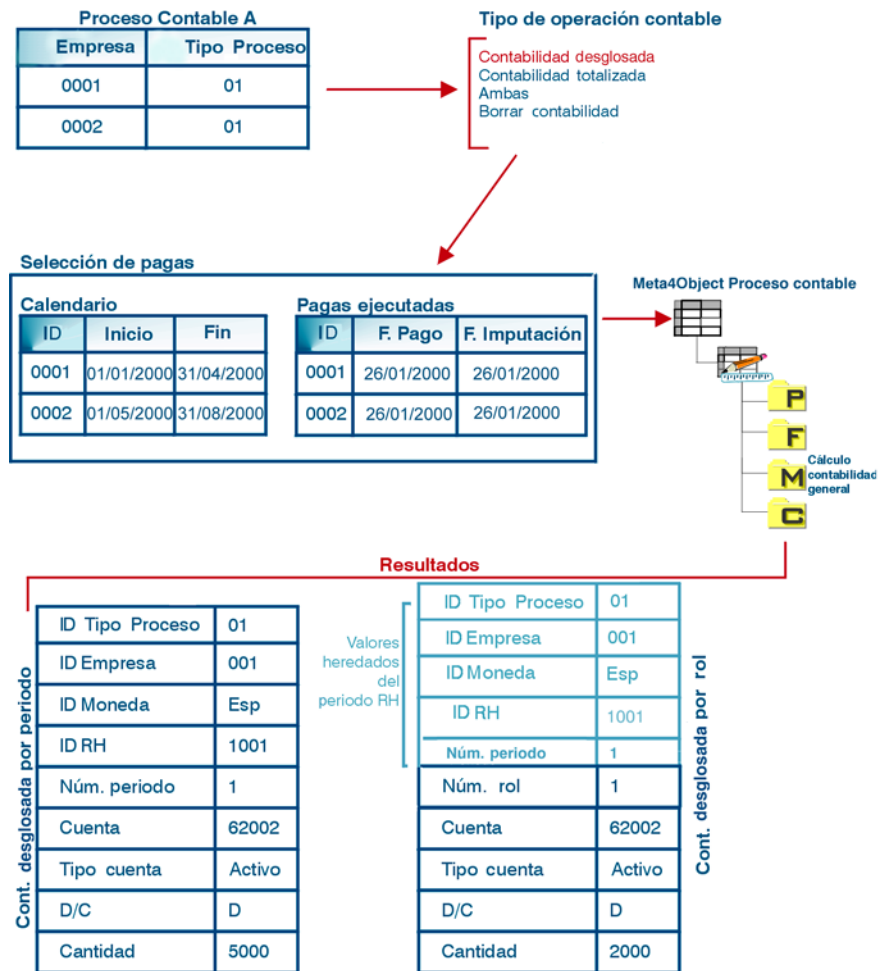 Proceso Contable A
Empresa Tipo Proceso
0001 01
0002 01
Tipo de operación contable
Contabilidad desglosada
Contabilidad totalizada
Ambas
Borrar contabilidad
Selección de pagas
Calendario
ID Inicio Fin
0001 01/01/2000 31/04/2000
0002 01/05/2000 31/08/2000
Pagas ejecutadas
ID F. Pago F. Imputación
0001 26/01/2000 26/01/2000
0002 26/01/2000 26/01/2000
Meta4Object Proceso contable
P
F
M
Cálculo
contabilidad
general
C
Resultados
Cont. desglosada por periodo
ID Tipo Proceso 01
ID Empresa 001
ID Moneda Esp
ID RH 1001
Núm. periodo 1
Cuenta 62002
Tipo cuenta Activo
D/C D
Cantidad 5000
Valores
heredados
del
periodo RH
ID Tipo Proceso 01
ID Empresa 001
ID Moneda Esp
ID RH 1001
Núm. periodo 1
Núm. rol 1
Cuenta 62002
Tipo cuenta Activo
D/C D
Cantidad 2000
Cont. desglosada por rol